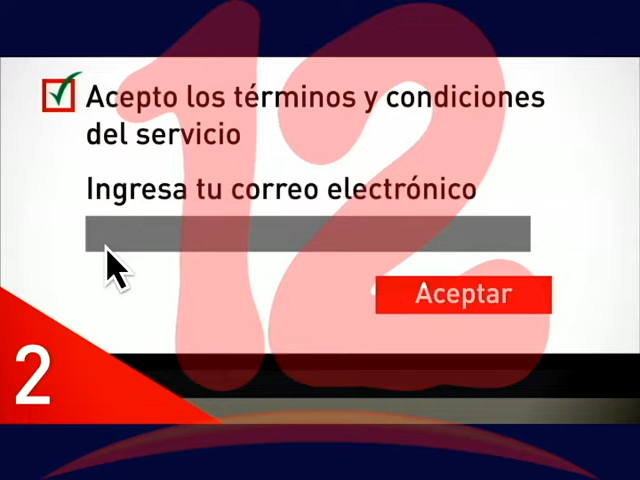 12
Acepto los términos y condiciones
del servicio
Ingresa tu correo electrónico
Aceptar
2